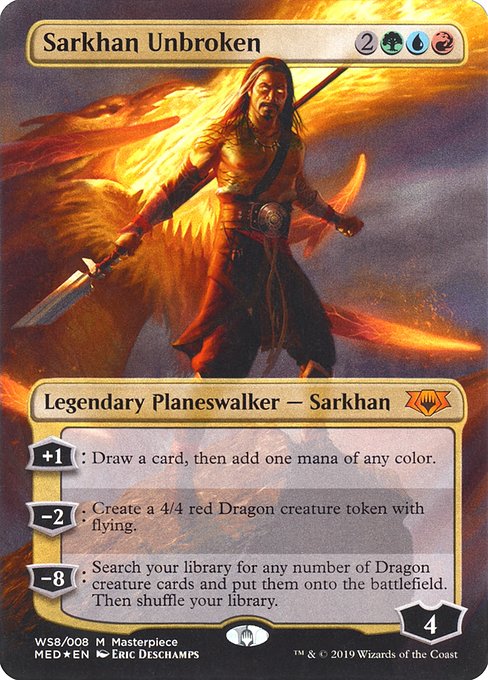 Sarkhan Unbroken 2
Legendary Planeswalker — Sarkhan
+1: Draw a card, then add one mana of any color.
−2: Create a 4/4 red Dragon creature token with
flying.
−8: Search your library for any number of Dragon
creature cards and put them onto the battlefield.
Then shuffle your library.
4
WS8/008 M Masterpiece
MED★EN Eric Deschamps
™ & © 2019 Wizards of the Coast